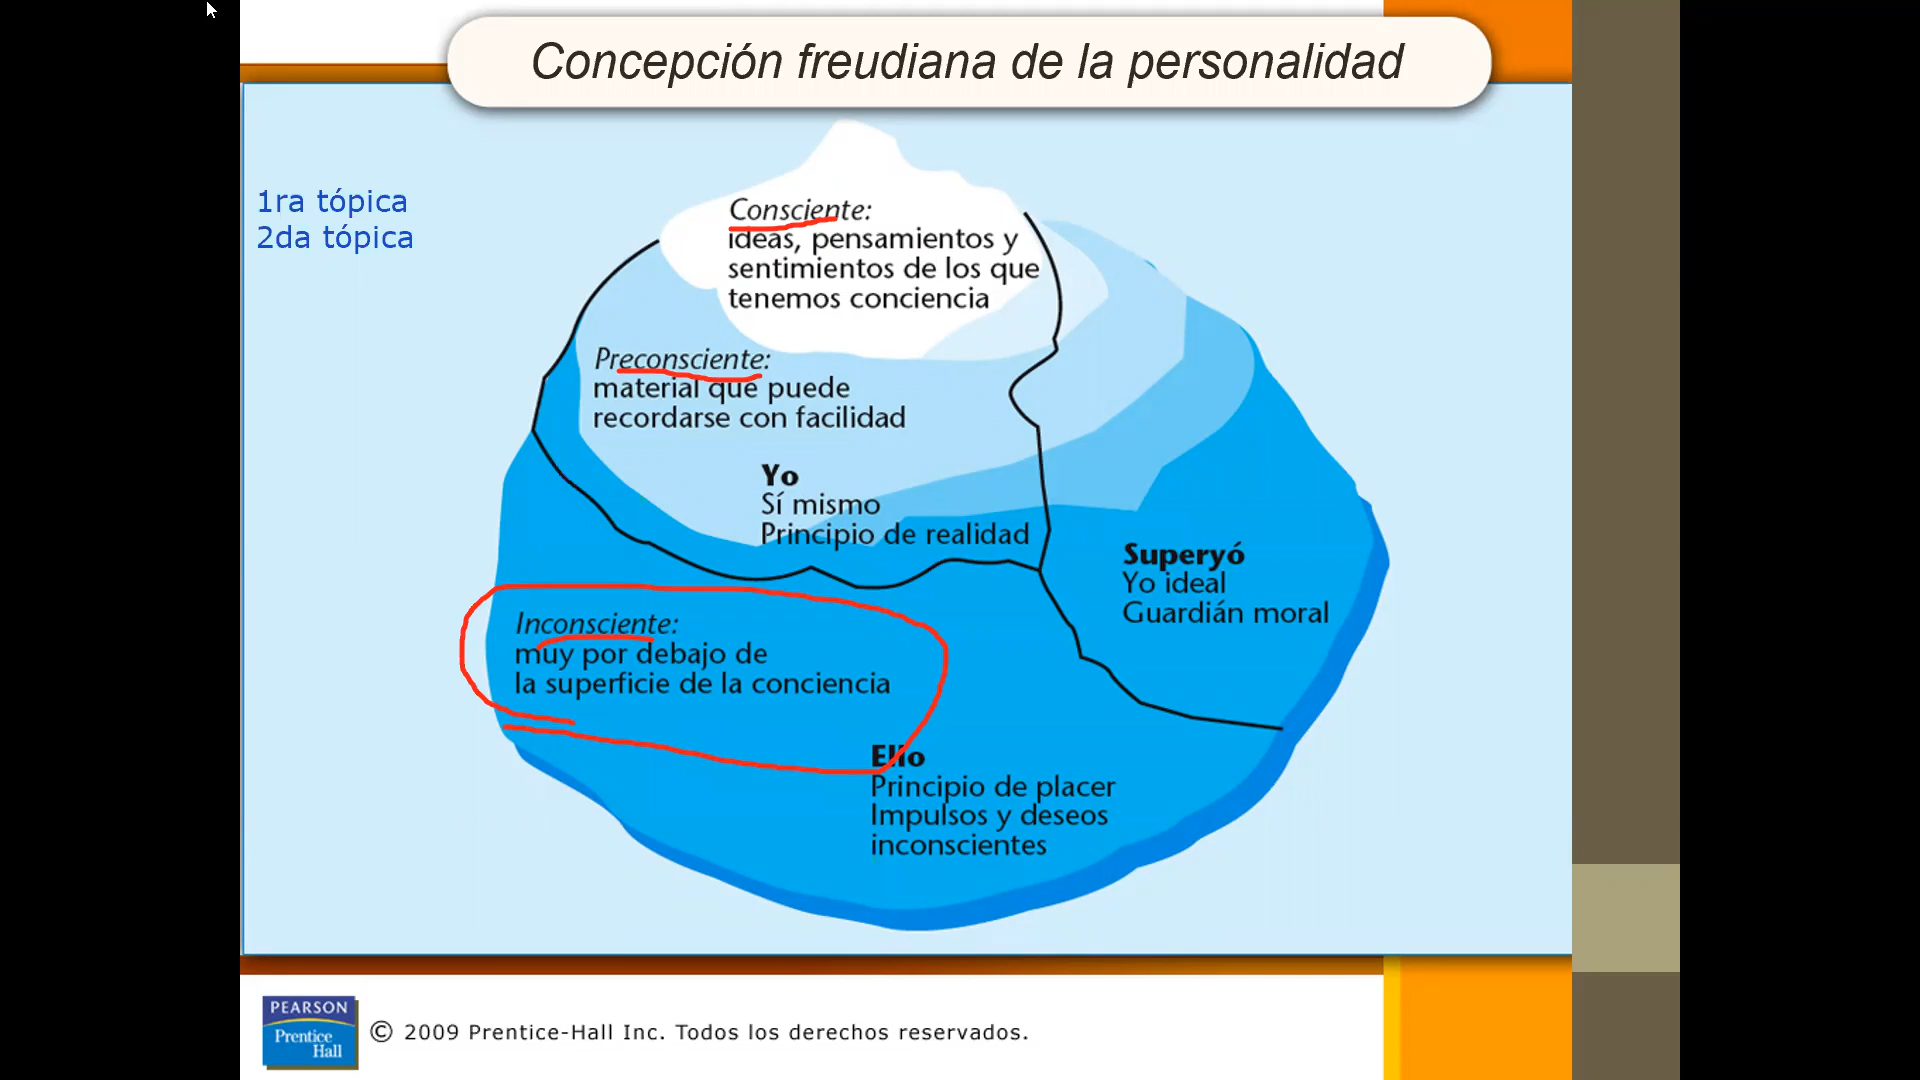 Concepción freudiana de la personalidad
1ra tópica
2da tópica
Consciente:
ideas, pensamientos y
sentimientos de los que
tenemos conciencia
Preconsciente:
material que puede
recordarse con facilidad
Yo
Sí mismo
Principio de realidad
Superyó
Yo ideal
Guardián moral
Inconsciente:
muy por debajo de
la superficie de la conciencia
Ello
Principio de placer
Impulsos y deseos
inconscientes
PEARSON
Prentice
Hall
© 2009 Prentice-Hall Inc. Todos los derechos reservados.